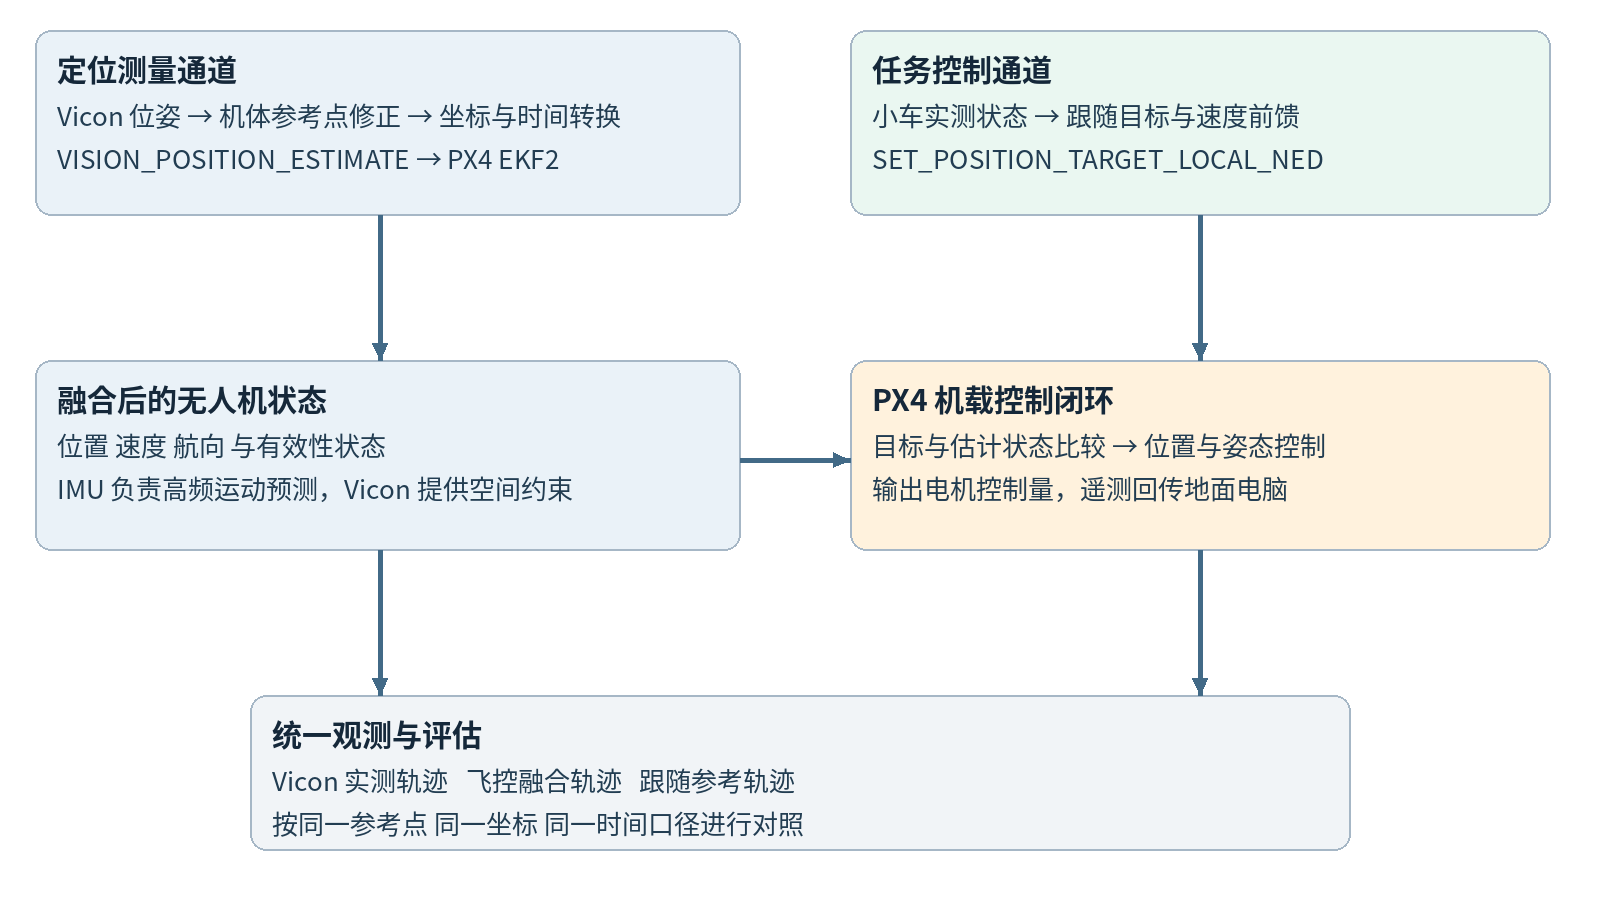 定位测量通道
Vicon 位姿 → 机体参考点修正 → 坐标与时间转换
VISION_POSITION_ESTIMATE → PX4 EKF2
任务控制通道
小车实测状态 → 跟随目标与速度前馈
SET_POSITION_TARGET_LOCAL_NED
融合后的无人机状态
位置 速度 航向 与有效性状态
IMU 负责高频运动预测，Vicon 提供空间约束
PX4 机载控制闭环
目标与估计状态比较 → 位置与姿态控制
输出电机控制量，遥测回传地面电脑
统一观测与评估
Vicon 实测轨迹 飞控融合轨迹 跟随参考轨迹
按同一参考点 同一坐标 同一时间口径进行对照